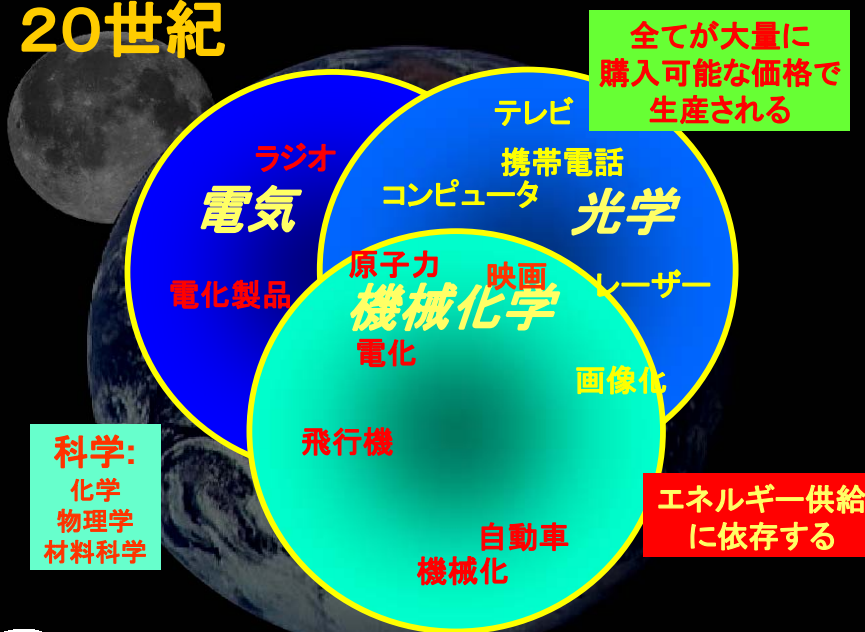 20世紀
全てが大量に
購入可能な価格で
生産される
テレビ
ラジオ
携帯電話
コンピュータ
電気
光学
原子力
映画
レーザー
電化製品
機械化学
電化
画像化
飛行機
科学:
化学
物理学
材料科学
エネルギー供給
に依存する
自動車
機械化